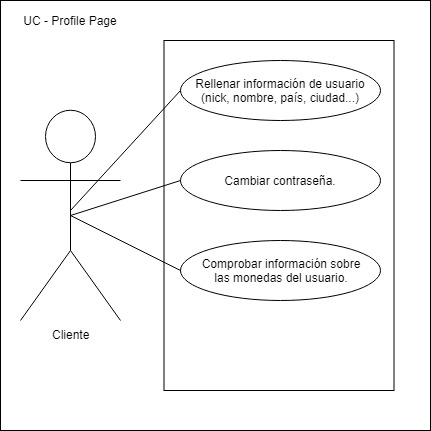 UC - Profile Page
Rellenar información de usuario
(nick, nombre, país, ciudad...)
Cambiar contraseña.
Comprobar información sobre
las monedas del usuario.
Cliente